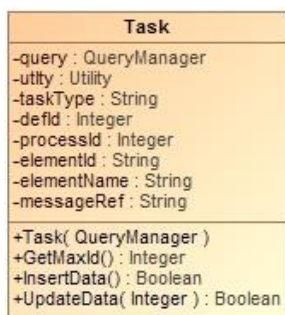 Task
-query : QueryManager
-utlty : Utility
-taskType : String
-defId : Integer
-processId : Integer
-elementId : String
-elementName : String
-messageRef : String
+Task( QueryManager )
+GetMaxId() : Integer
+InsertData() : Boolean
+UpdateData( Integer ) : Boolean